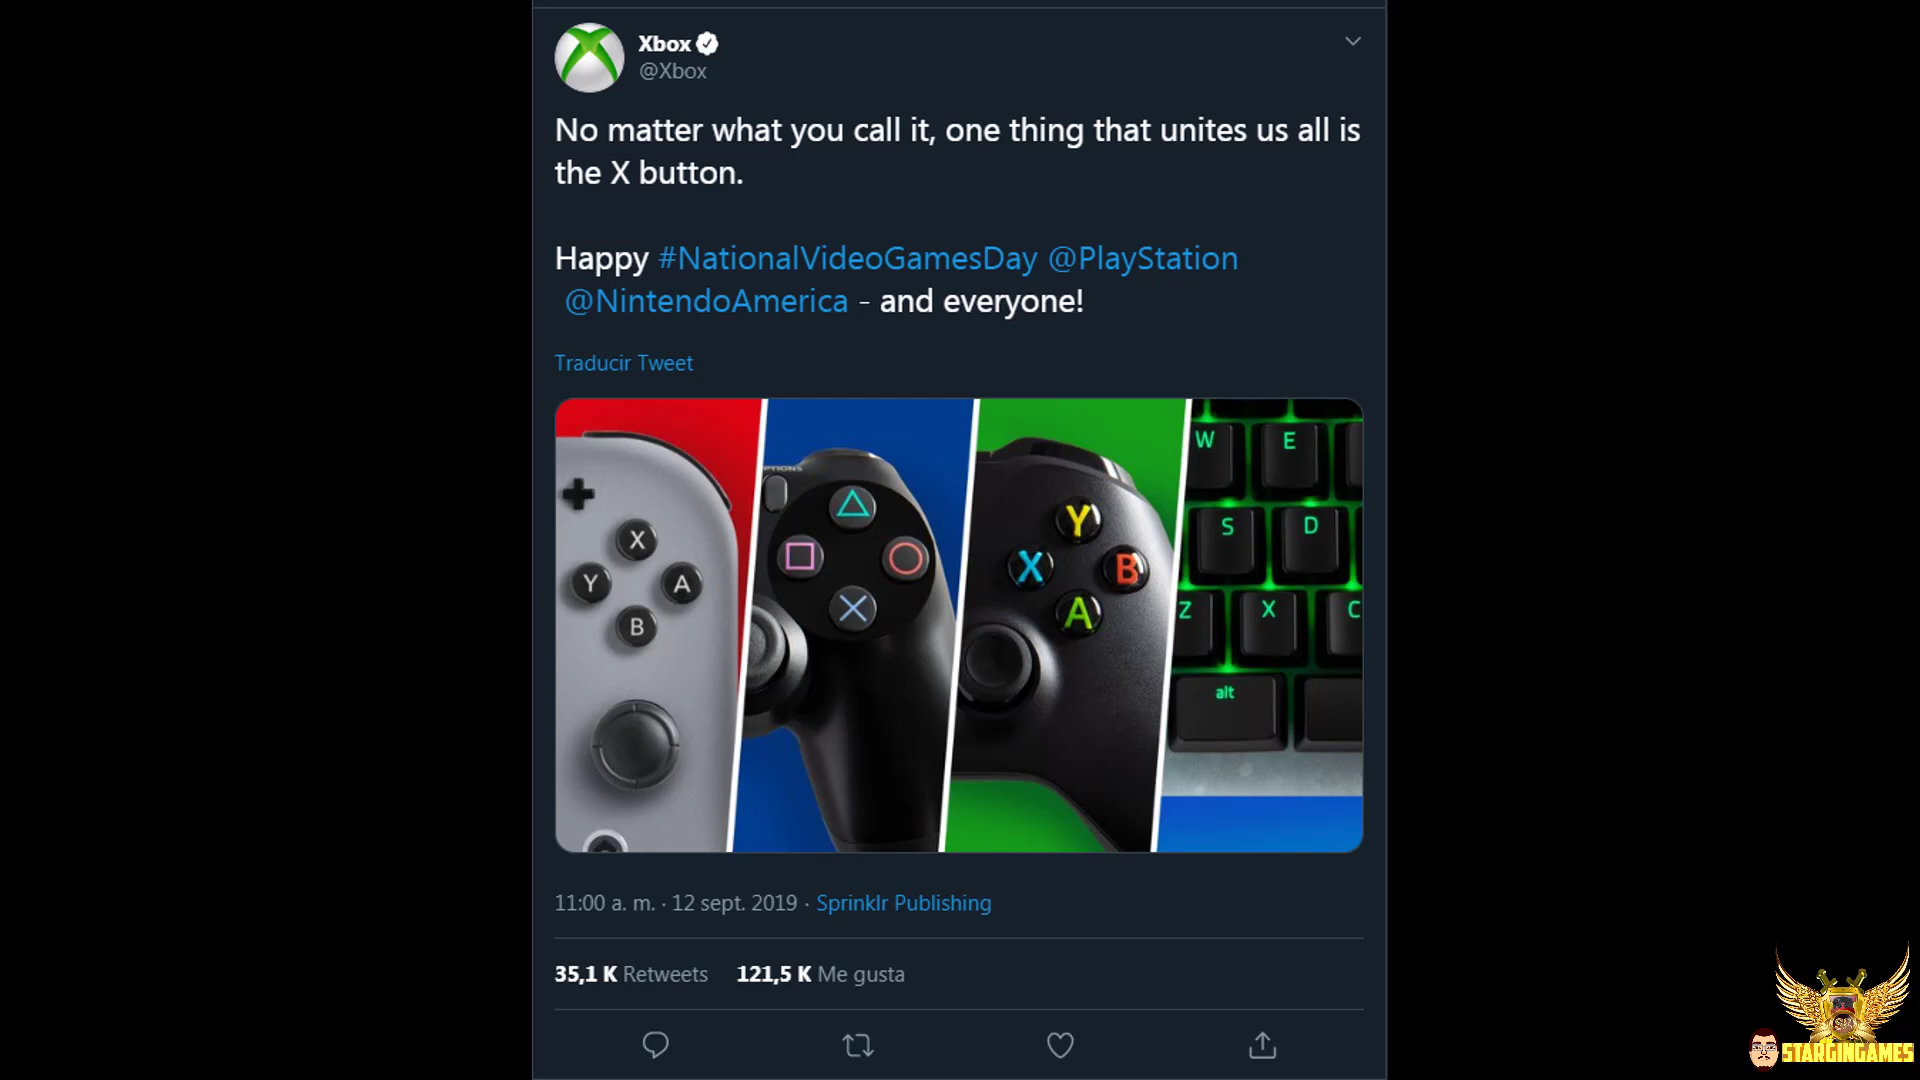 Xbox
@Xbox
No matter what you call it, one thing that unites us all is
the X button.
Happy #NationalVideoGamesDay @PlayStation
@NintendoAmerica - and everyone!
Traducir Tweet
X
Y A
B
PTIONS
Y
X B
A
W E
S D
Z X C
alt
11:00 a. m. · 12 sept. 2019 · Sprinklr Publishing
35,1 K Retweets 121,5 K Me gusta
STARGINGAMES